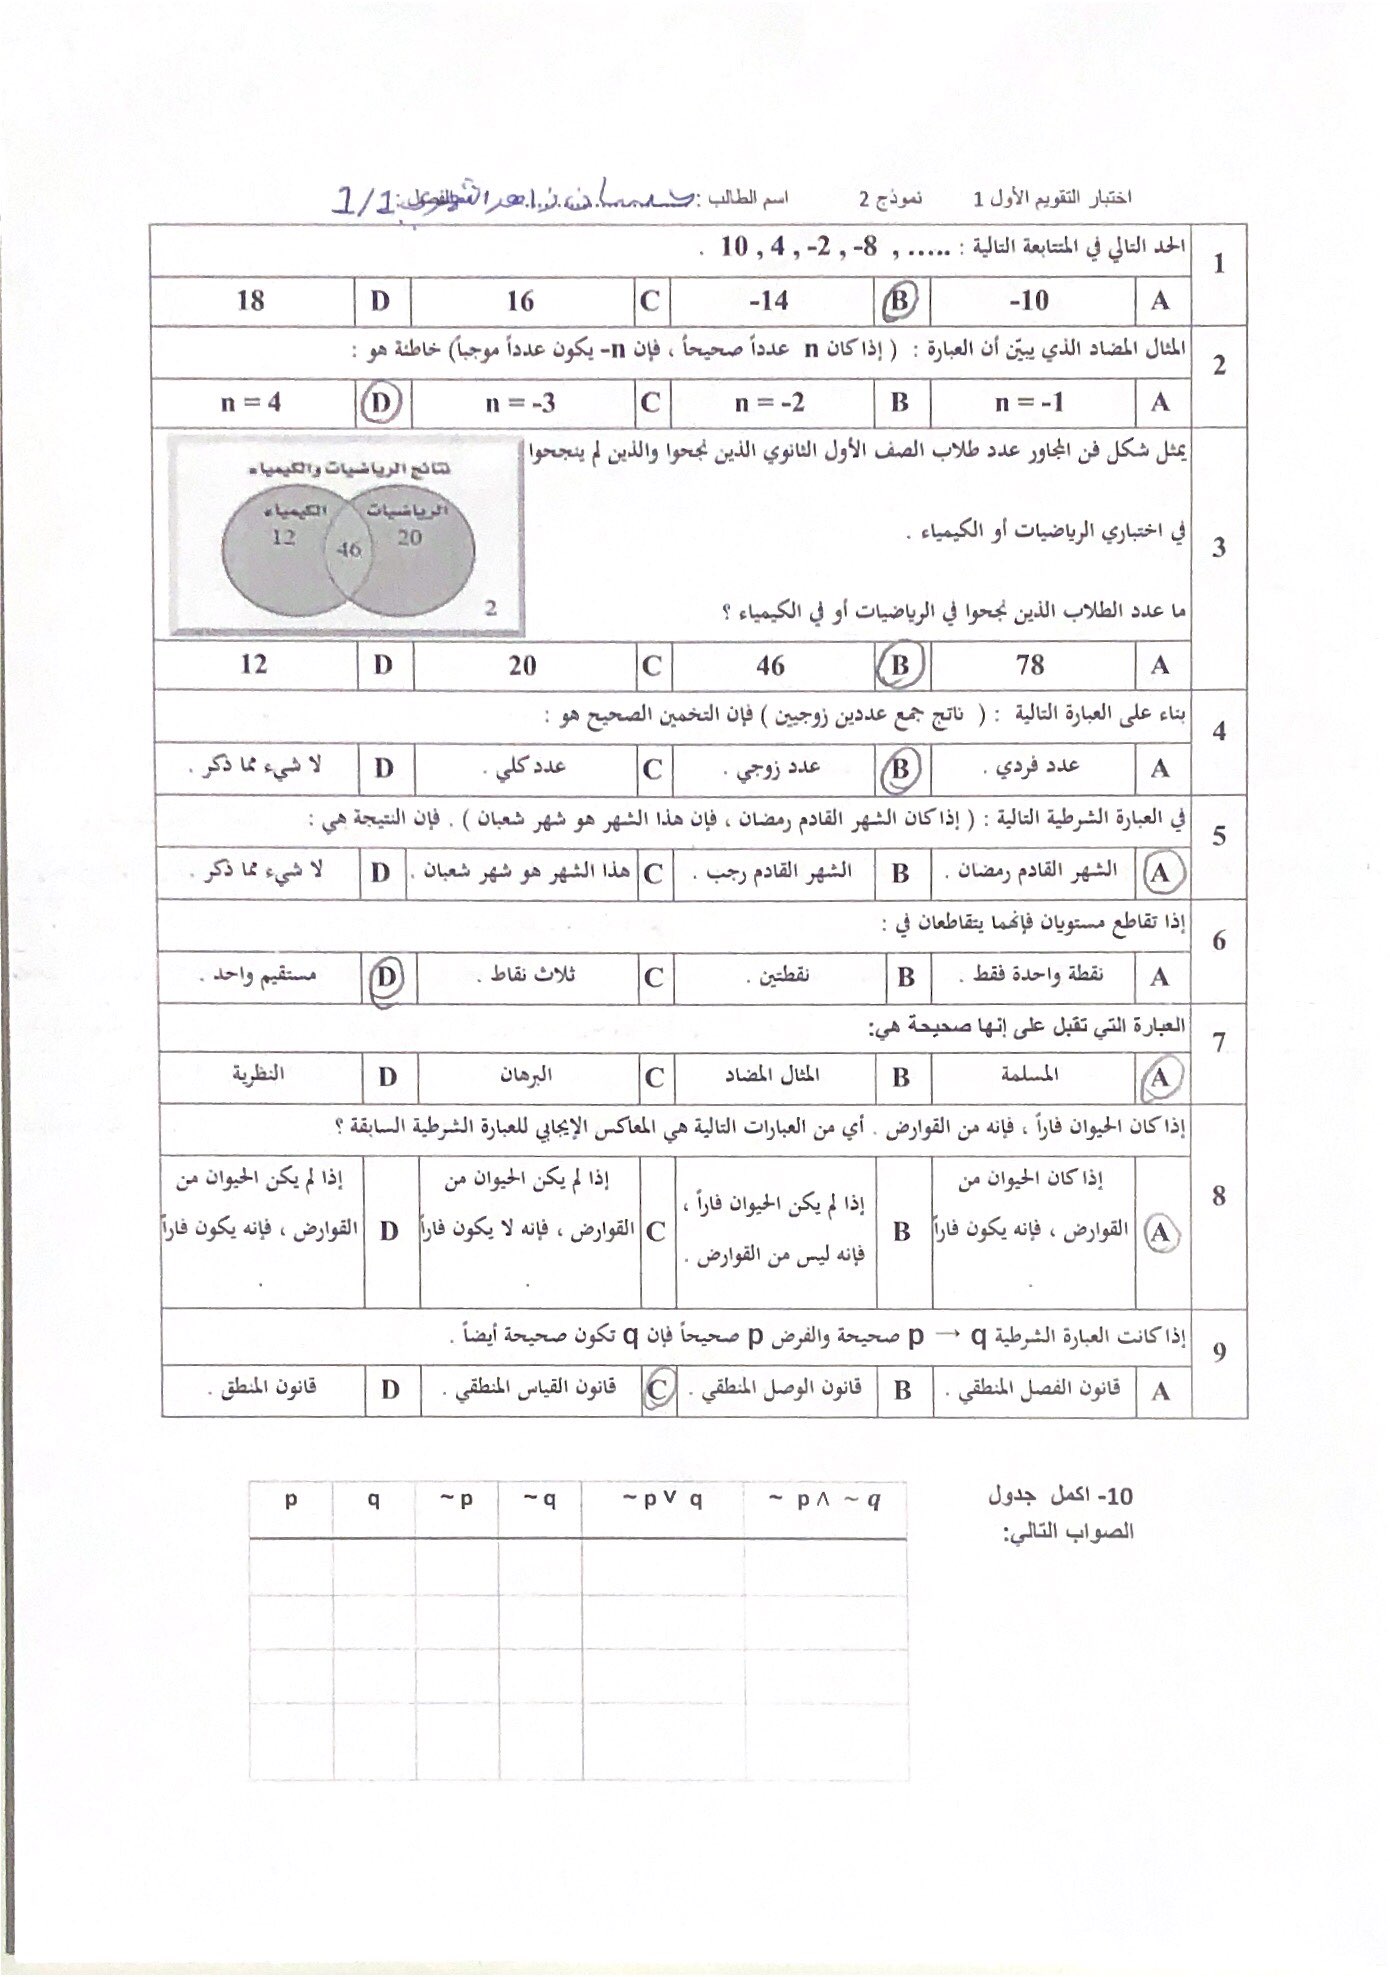 اختبار التقويم الأول 1 نموذج 2 اسم الطالب : الفصل : 1/1
1
الحد التالي في المتتابعة التالية : 10 , 4 , -2 , -8 , ..... .
A -10 B -14 C 16 D 18
2
المثال المضاد الذي يبيّن أن العبارة : ( إذا كان n عدداً صحيحاً ، فإن n- يكون عدداً موجباً) خاطئة هو :
A n = -1 B n = -2 C n = -3 D n = 4
3
يمثل شكل فن المجاور عدد طلاب الصف الأول الثانوي الذين نجحوا والذين لم ينجحوا
في اختباري الرياضيات أو الكيمياء .
ما عدد الطلاب الذين نجحوا في الرياضيات أو في الكيمياء ؟
نتائج الرياضيات والكيمياء
الرياضيات الكيمياء
20 46 12
2
A 78 B 46 C 20 D 12
4
بناء على العبارة التالية : ( ناتج جمع عددين زوجيين ) فإن التخمين الصحيح هو :
A عدد فردي . B عدد زوجي . C عدد كلي . D لا شيء مما ذكر .
5
في العبارة الشرطية التالية : ( إذا كان الشهر القادم رمضان ، فإن هذا الشهر هو شهر شعبان ) . فإن النتيجة هي :
A الشهر القادم رمضان . B الشهر القادم رجب . C هذا الشهر هو شهر شعبان . D لا شيء مما ذكر .
6
إذا تقاطع مستويان فإنهما يتقاطعان في :
A نقطة واحدة فقط . B نقطتين . C ثلاث نقاط . D مستقيم واحد .
7
العبارة التي تقبل على إنها صحيحة هي:
A المسلمة B المثال المضاد C البرهان D النظرية
8
إذا كان الحيوان فاراً ، فإنه من القوارض . أي من العبارات التالية هي المعاكس الإيجابي للعبارة الشرطية السابقة ؟
A إذا كان الحيوان من
القوارض ، فإنه يكون فاراً
.
B إذا لم يكن الحيوان فاراً ،
فإنه ليس من القوارض .
C إذا لم يكن الحيوان من
القوارض ، فإنه لا يكون فاراً
.
D إذا لم يكن الحيوان من
القوارض ، فإنه يكون فاراً
.
9
إذا كانت العبارة الشرطية p → q صحيحة والفرض p صحيحاً فإن q تكون صحيحة أيضاً .
A قانون الفصل المنطقي . B قانون الوصل المنطقي . C قانون القياس المنطقي . D قانون المنطق .
10- اكمل جدول
الصواب التالي:
p q ~p ~q ~p ∨ q ~ p ∧ ~ q